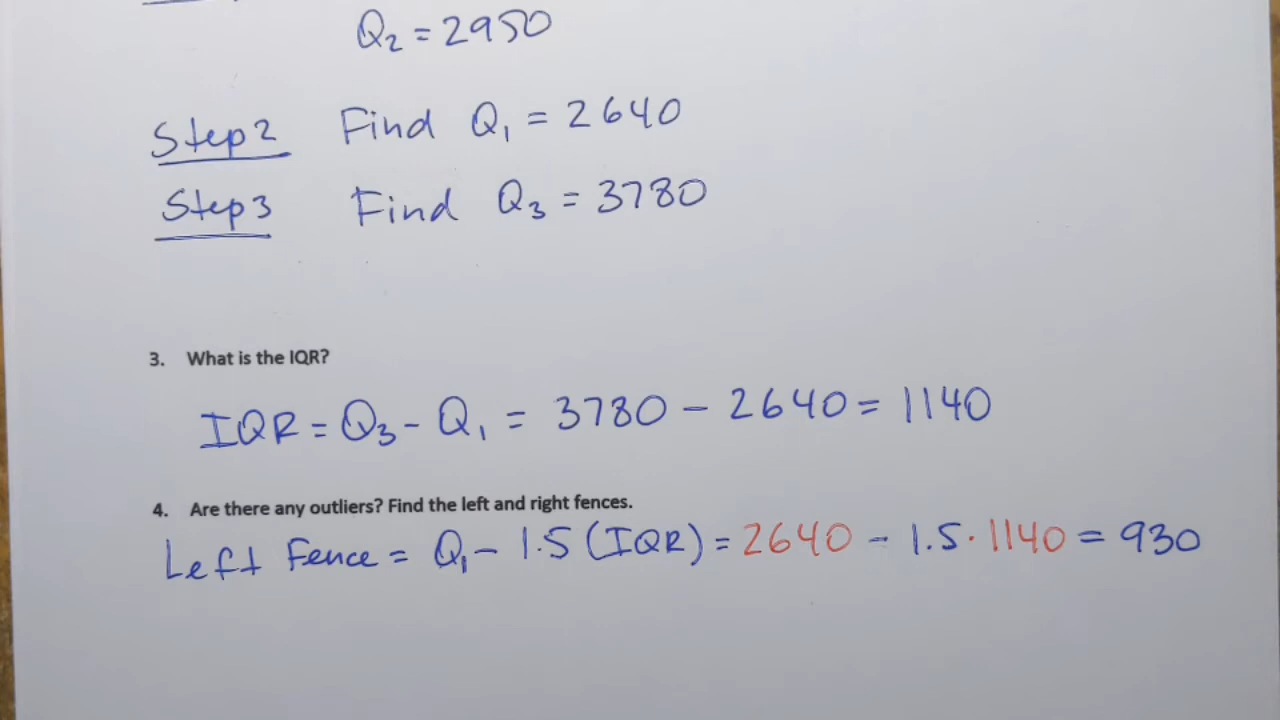 Q₂ = 2950
Step 2 Find Q₁ = 2640
Step 3 Find Q₃ = 3780
3. What is the IQR?
IQR = Q₃ - Q₁ = 3780 - 2640 = 1140
4. Are there any outliers? Find the left and right fences.
Left Fence = Q₁ - 1.5 (IQR) = 2640 - 1.5 · 1140 = 930